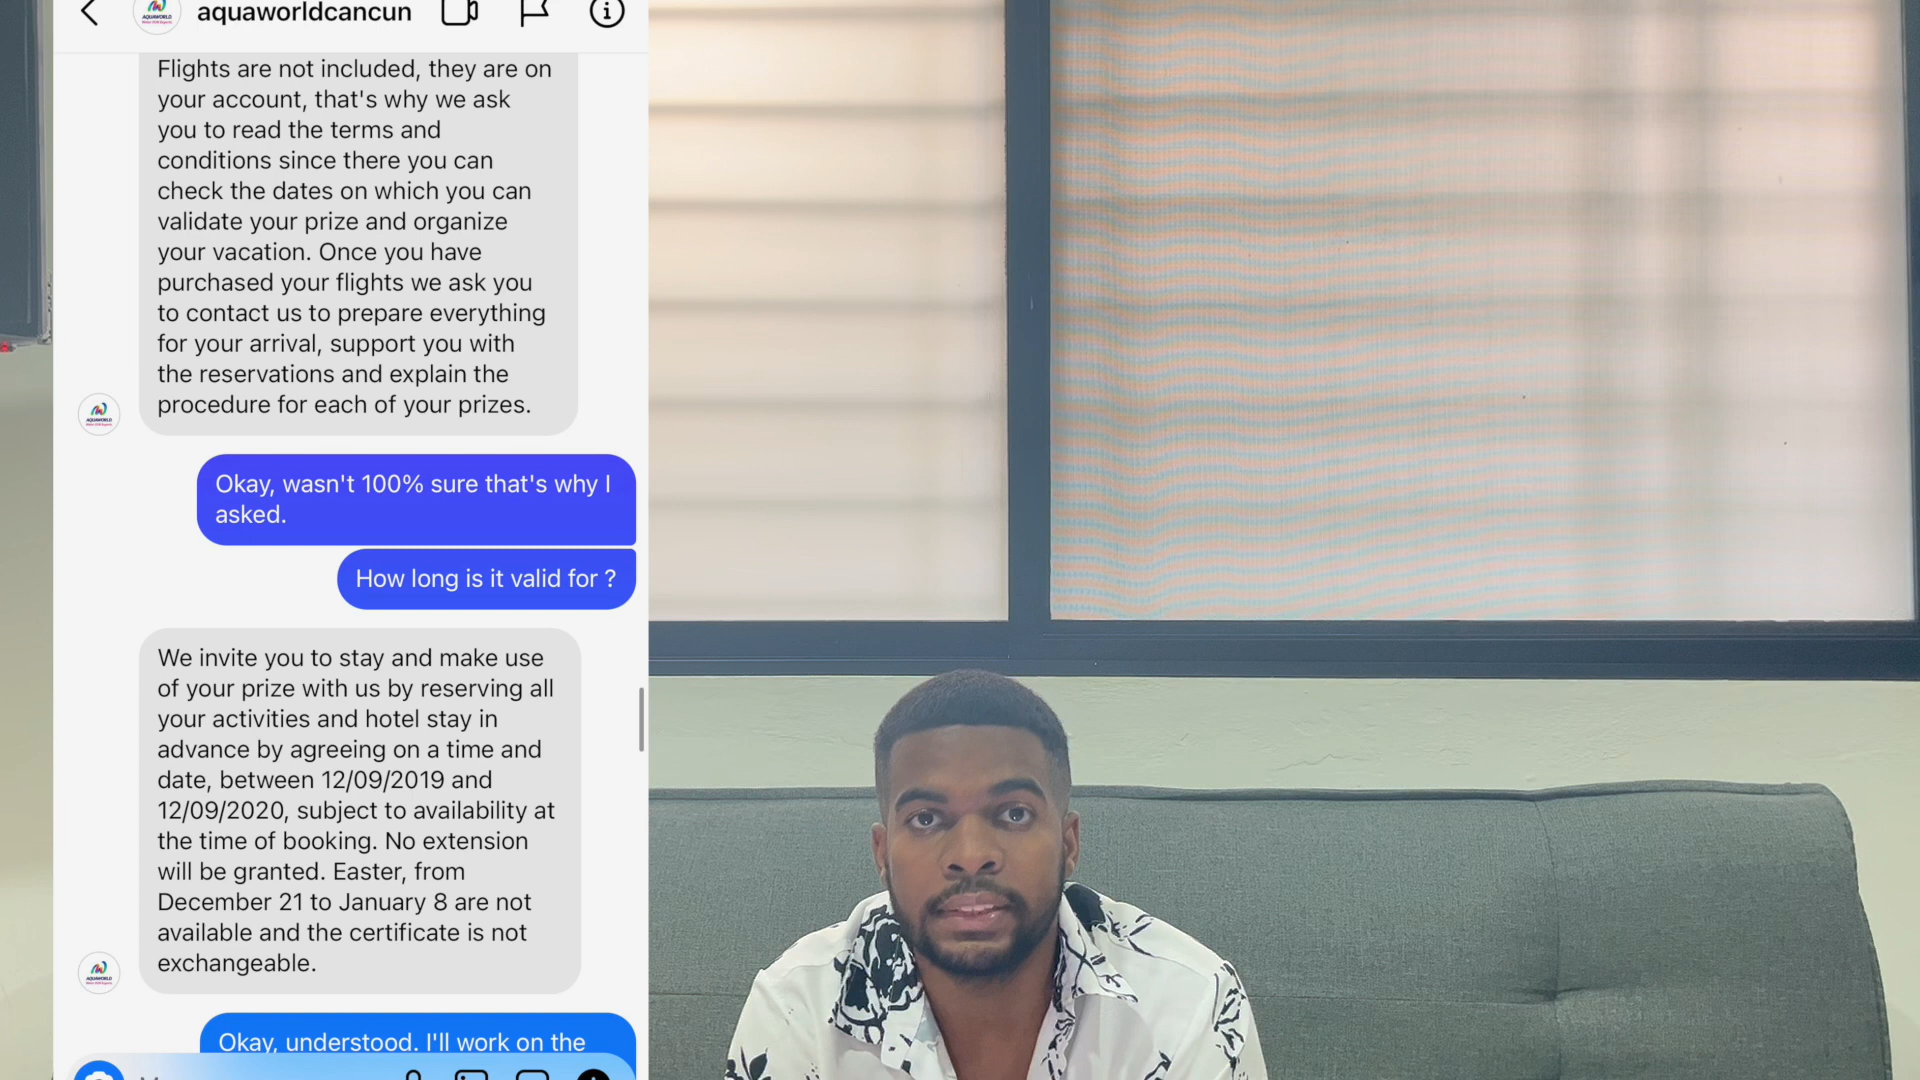 aquaworldcancun
Flights are not included, they are on
your account, that's why we ask
you to read the terms and
conditions since there you can
check the dates on which you can
validate your prize and organize
your vacation. Once you have
purchased your flights we ask you
to contact us to prepare everything
for your arrival, support you with
the reservations and explain the
procedure for each of your prizes.
AQUAWORLD
Okay, wasn't 100% sure that's why I
asked.
How long is it valid for ?
We invite you to stay and make use
of your prize with us by reserving all
your activities and hotel stay in
advance by agreeing on a time and
date, between 12/09/2019 and
12/09/2020, subject to availability at
the time of booking. No extension
will be granted. Easter, from
December 21 to January 8 are not
available and the certificate is not
exchangeable.
AQUAWORLD
Okay, understood. I'll work on the